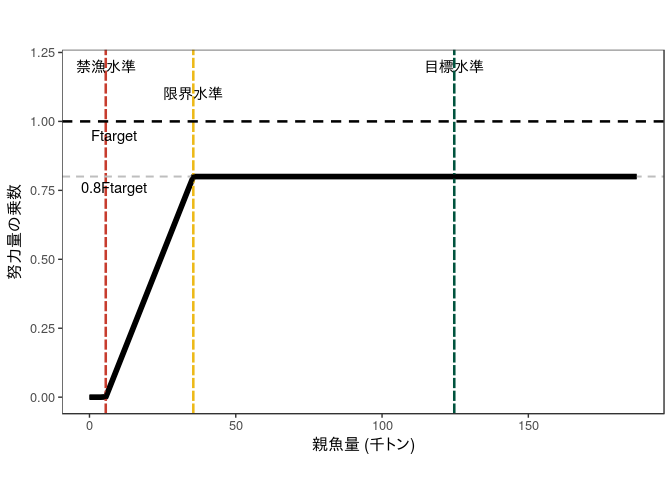 1.25
禁漁水準
目標水準
限界水準
1.00
Ftarget
0.8Ftarget
0.75
努力量の乗数
0.50
0.25
0.00
0
50
100
150
親魚量 (千トン)